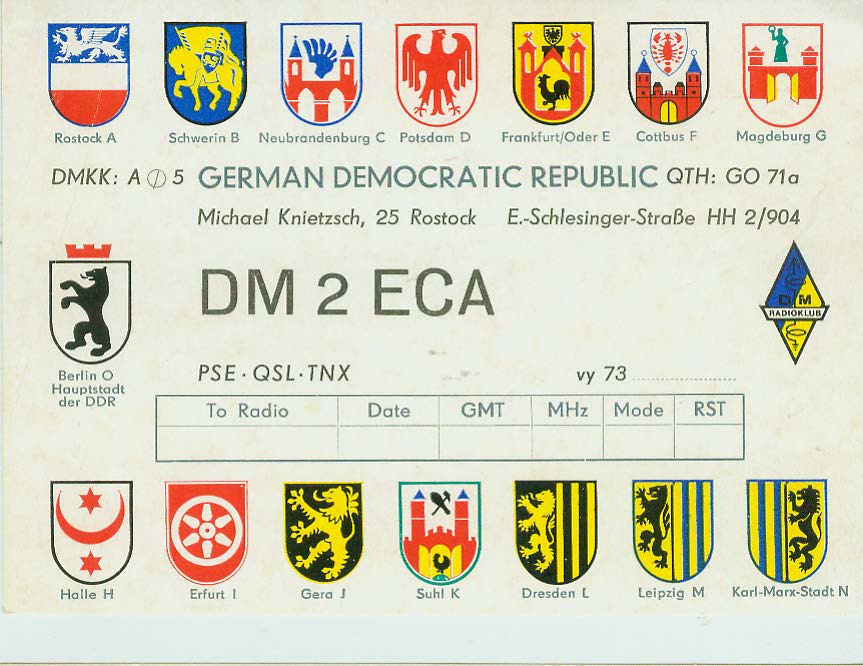 Rostock A
Schwerin B
Neubrandenburg C
Potsdam D
Frankfurt/Oder E
Cottbus F
Magdeburg G
DMKK: A ∅ 5 GERMAN DEMOCRATIC REPUBLIC QTH: GO 71a
Michael Knietzsch, 25 Rostock E.-Schlesinger-Straße HH 2/904
DM 2 ECA
DM
RADIOKLUB
Berlin O
Hauptstadt
der DDR
PSE · QSL · TNX vy 73 ......................
To Radio Date GMT MHz Mode RST
Halle H
Erfurt I
Gera J
Suhl K
Dresden L
Leipzig M
Karl-Marx-Stadt N